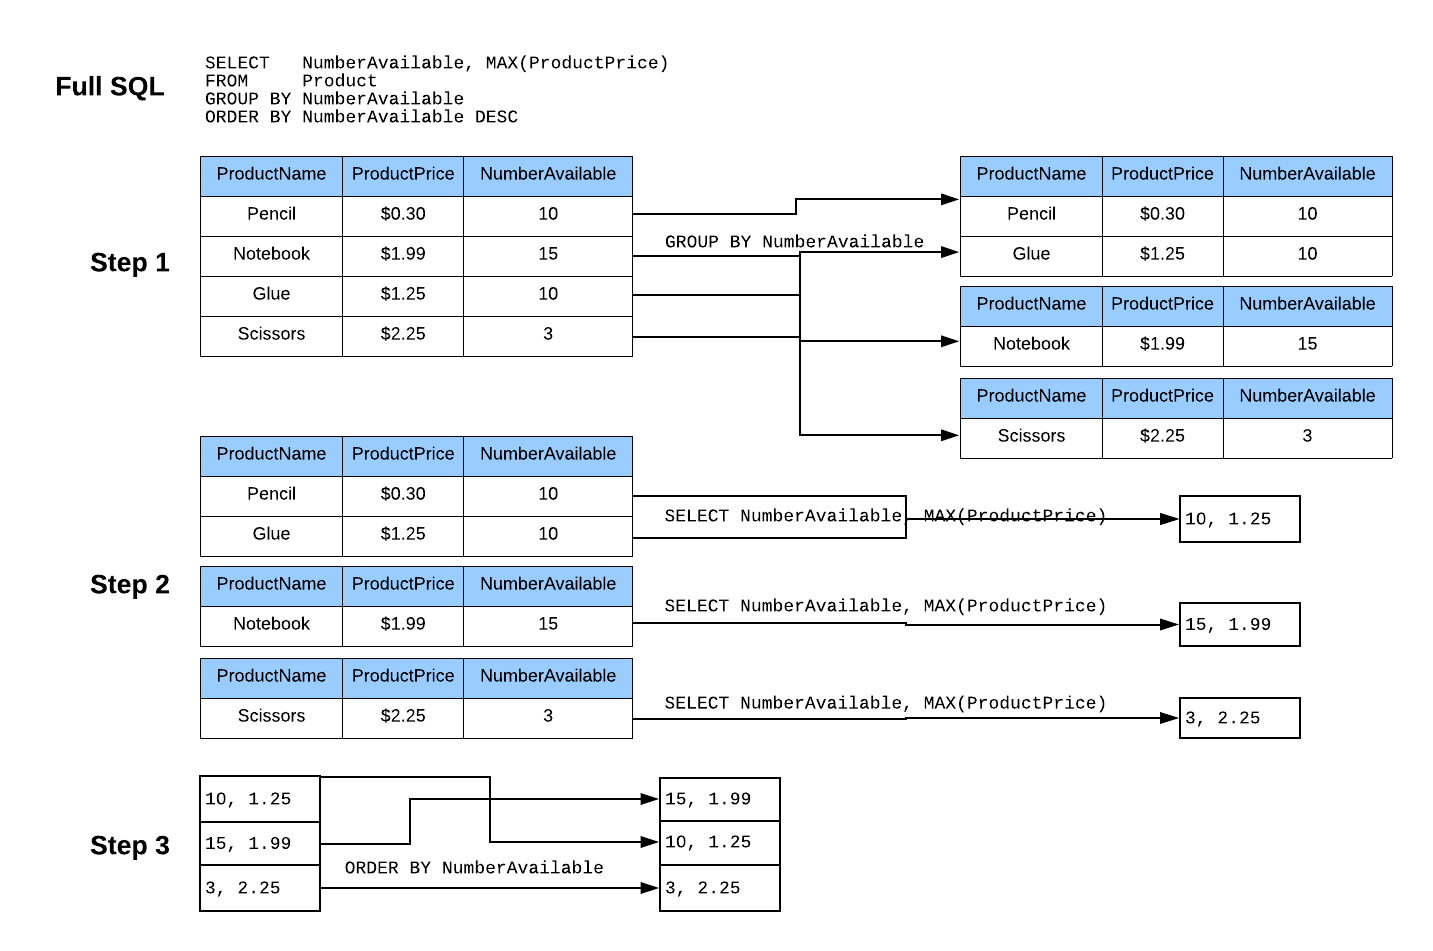 Full SQL
SELECT   NumberAvailable, MAX(ProductPrice)
FROM     Product
GROUP BY NumberAvailable
ORDER BY NumberAvailable DESC
Step 1
ProductName ProductPrice NumberAvailable
Pencil $0.30 10
Notebook $1.99 15
Glue $1.25 10
Scissors $2.25 3
GROUP BY NumberAvailable
ProductName ProductPrice NumberAvailable
Pencil $0.30 10
Glue $1.25 10
ProductName ProductPrice NumberAvailable
Notebook $1.99 15
ProductName ProductPrice NumberAvailable
Scissors $2.25 3
Step 2
ProductName ProductPrice NumberAvailable
Pencil $0.30 10
Glue $1.25 10
SELECT NumberAvailable, MAX(ProductPrice)
10, 1.25
ProductName ProductPrice NumberAvailable
Notebook $1.99 15
SELECT NumberAvailable, MAX(ProductPrice)
15, 1.99
ProductName ProductPrice NumberAvailable
Scissors $2.25 3
SELECT NumberAvailable, MAX(ProductPrice)
3, 2.25
Step 3
10, 1.25
15, 1.99
3, 2.25
ORDER BY NumberAvailable
15, 1.99
10, 1.25
3, 2.25